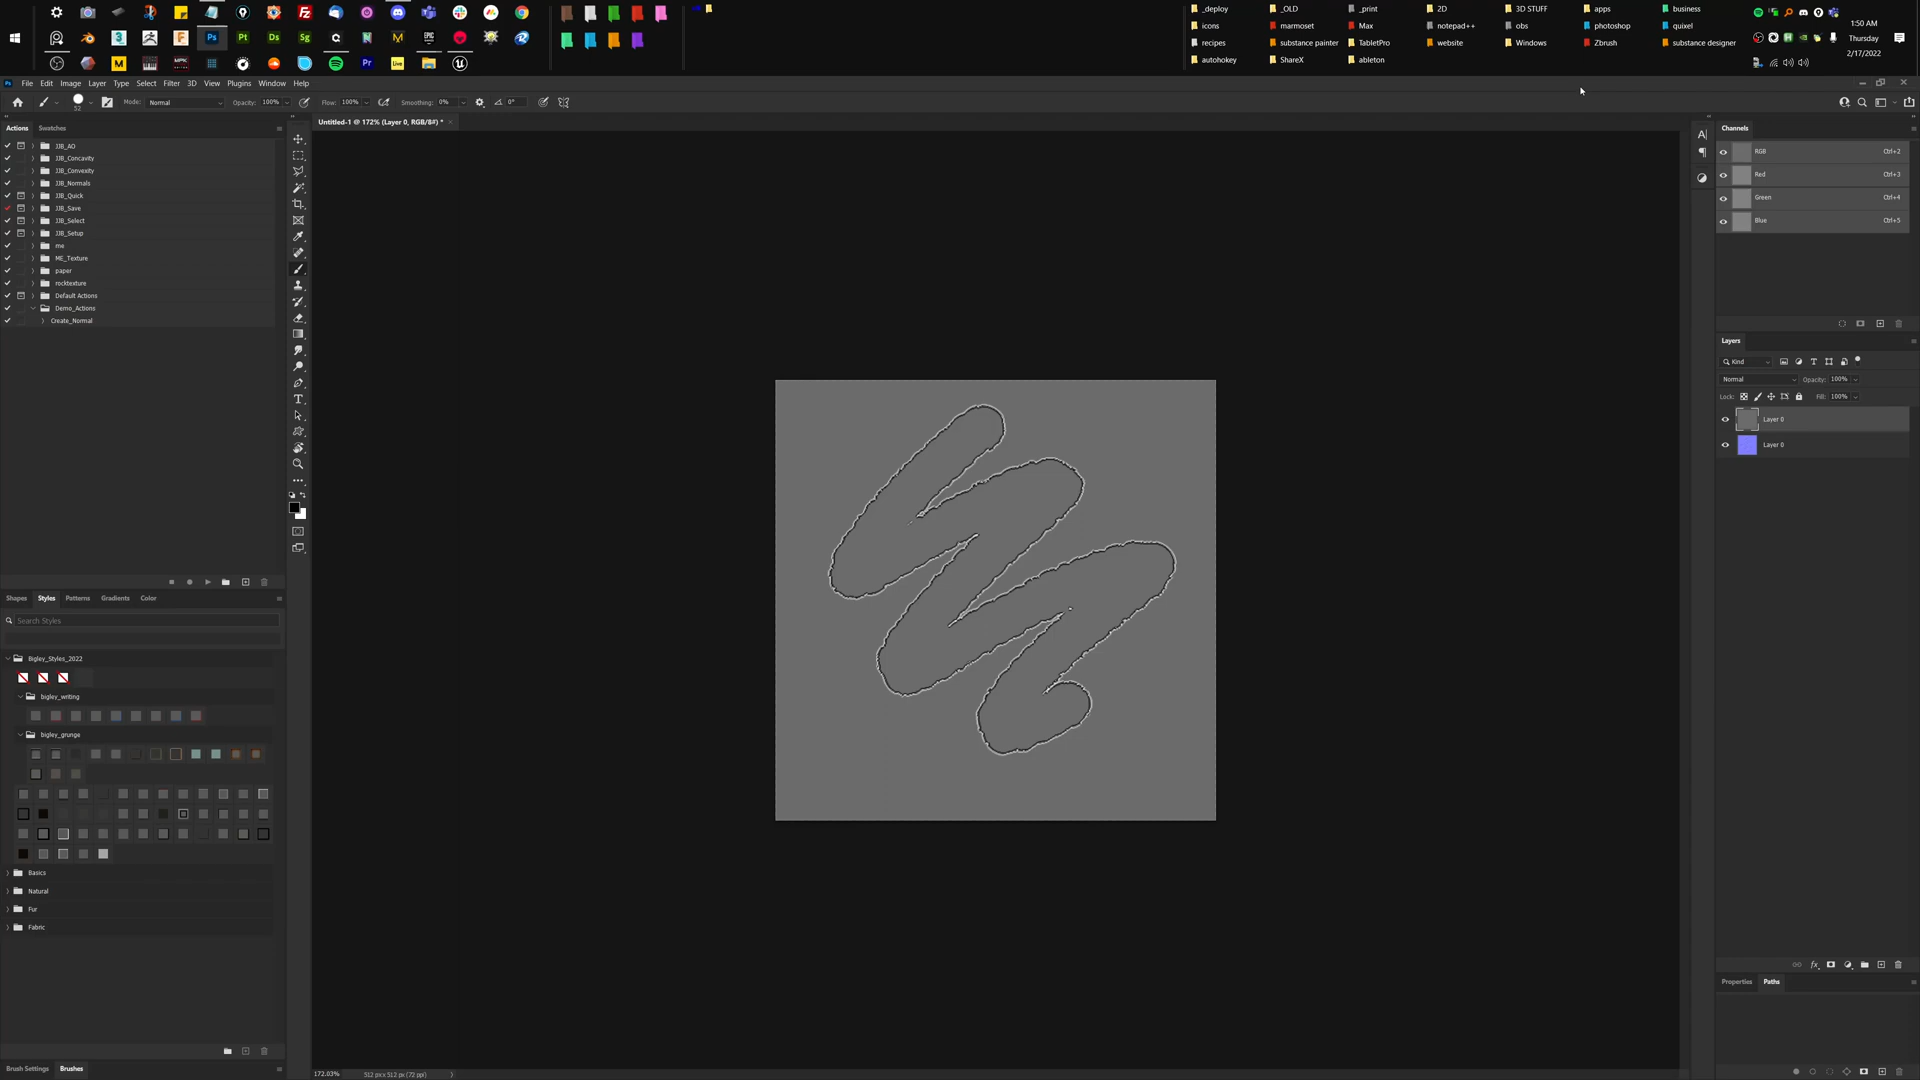 _deploy
_OLD
_print
2D
3D STUFF
apps
business
icons
marmoset
Max
notepad++
obs
photoshop
quixel
recipes
substance painter
TabletPro
website
Windows
Zbrush
substance designer
autohokey
ShareX
ableton
1:50 AM
Thursday
2/17/2022
File Edit Image Layer Type Select Filter 3D View Plugins Window Help
52 Mode: Normal Opacity: 100% Flow: 100% Smoothing: 0% 0°
Untitled-1 @ 172% (Layer 0, RGB/8#) *
Actions Swatches
JJB_AO
JJB_Concavity
JJB_Convexity
JJB_Normals
JJB_Quick
JJB_Save
JJB_Select
JJB_Setup
me
ME_Texture
paper
rocktexture
Default Actions
Demo_Actions
Create_Normal
Shapes Styles Patterns Gradients Color
Search Styles
Bigley_Styles_2022
bigley_writing
bigley_grunge
Basics
Natural
Fur
Fabric
Brush Settings Brushes
172.03% 512 px x 512 px (72 ppi)
Channels
RGB Ctrl+2
Red Ctrl+3
Green Ctrl+4
Blue Ctrl+5
Layers
Kind
Normal Opacity: 100%
Lock: Fill: 100%
Layer 0
Layer 0
Properties Paths